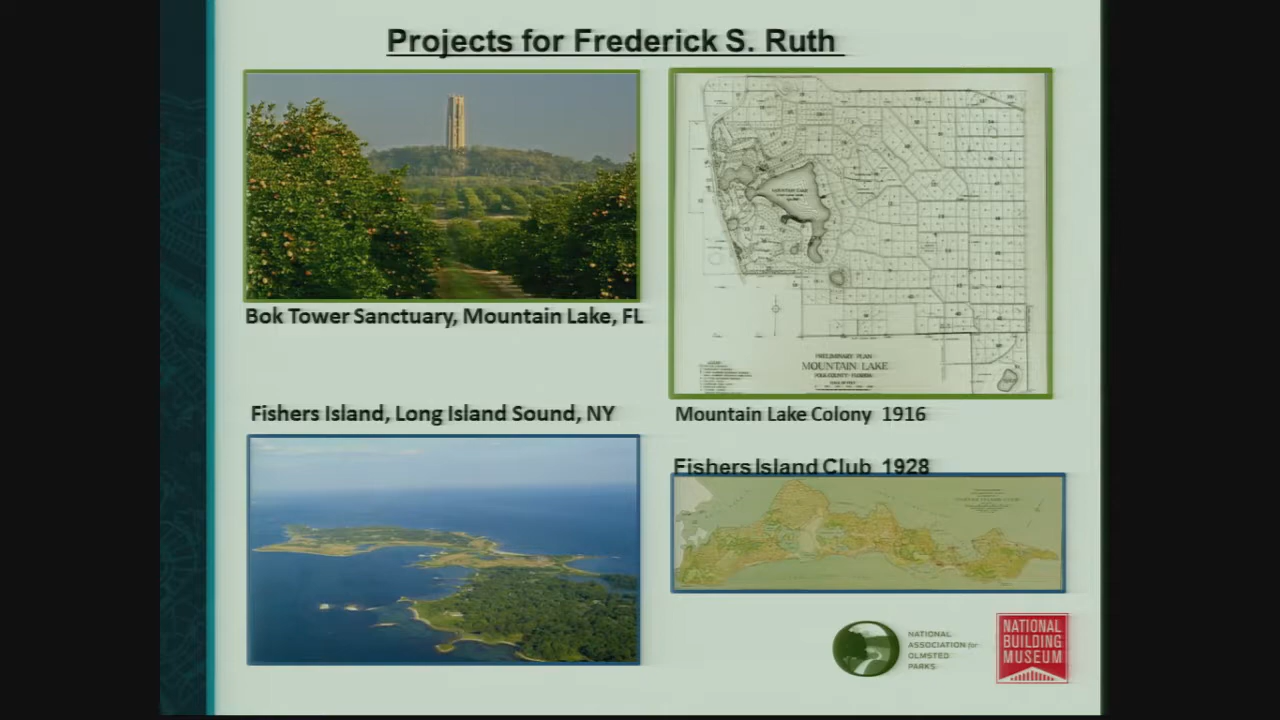 Projects for Frederick S. Ruth
Bok Tower Sanctuary, Mountain Lake, FL
PRELIMINARY PLAN
MOUNTAIN LAKE
POLK COUNTY FLORIDA
Mountain Lake Colony 1916
Fishers Island, Long Island Sound, NY
Fishers Island Club 1928
NATIONAL
ASSOCIATION for
OLMSTED
PARKS
NATIONAL
BUILDING
MUSEUM